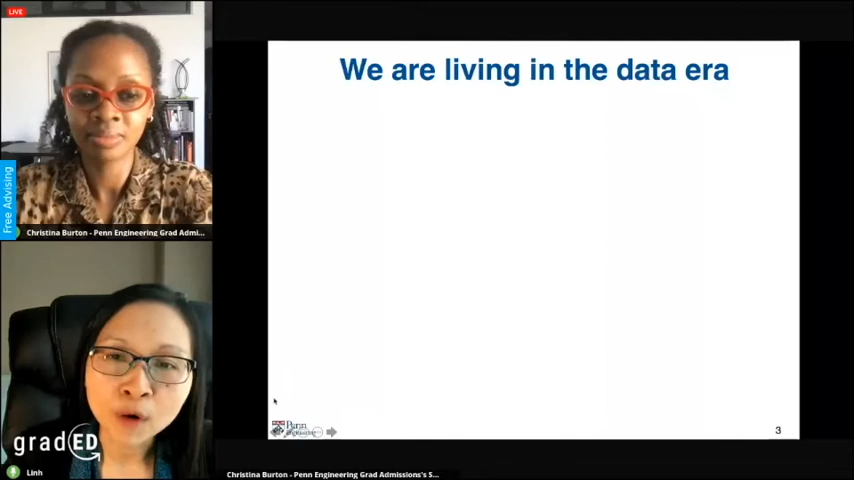 LIVE
We are living in the data era
Free Advising
Christina Burton - Penn Engineering Grad Admi...
gradED
Linh
Penn
3
Christina Burton - Penn Engineering Grad Admissions's S...